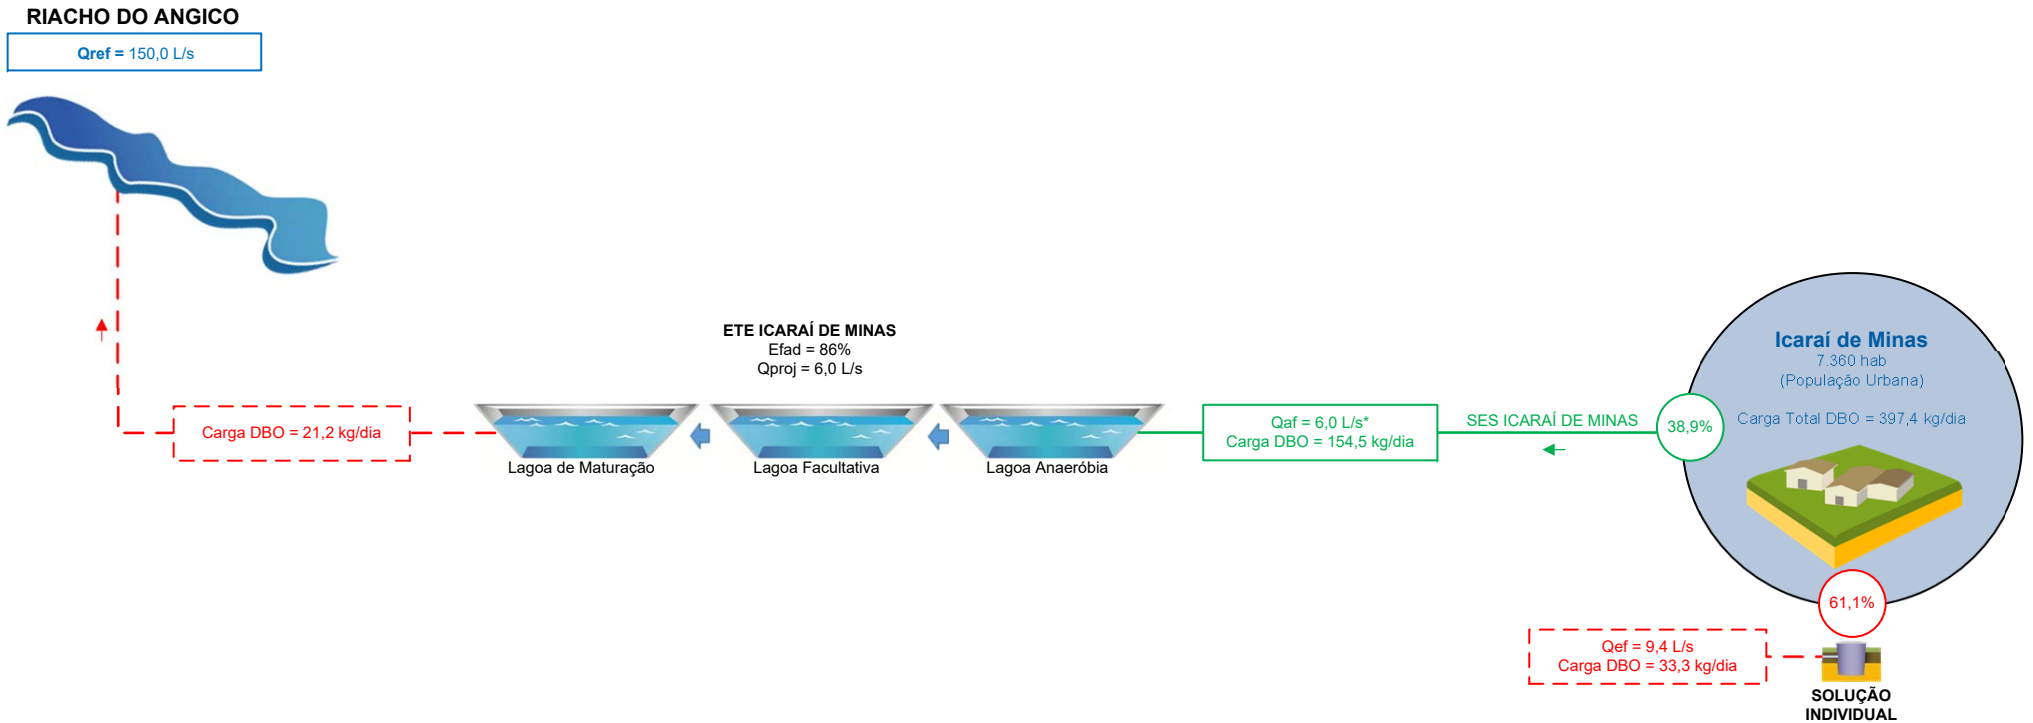 RIACHO DO ANGICO
Qref = 150,0 L/s
ETE ICARAÍ DE MINAS
Efad = 86%
Qproj = 6,0 L/s
Carga DBO = 21,2 kg/dia
Lagoa de Maturação
Lagoa Facultativa
Lagoa Anaeróbia
Qaf = 6,0 L/s*
Carga DBO = 154,5 kg/dia
SES ICARAÍ DE MINAS
38,9%
Icaraí de Minas
7.360 hab
(População Urbana)
Carga Total DBO = 397,4 kg/dia
61,1%
Qef = 9,4 L/s
Carga DBO = 33,3 kg/dia
SOLUÇÃO
INDIVIDUAL